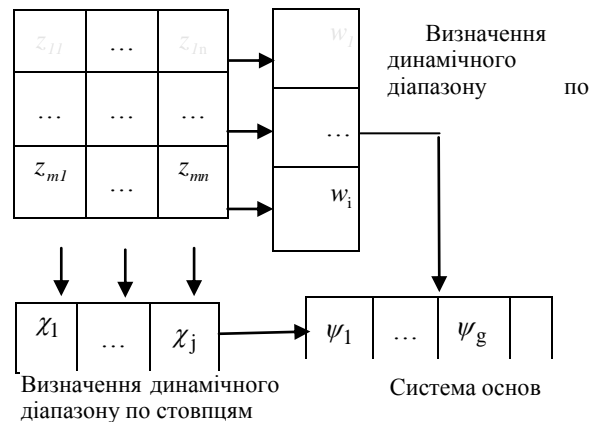 z11 … z1n w1
Визначення
динамічного
діапазону по
… … … …
zm1 … zmn wi
χ1 … χj ψ1 … ψg
Визначення динамічного
діапазону по стовпцям
Система основ